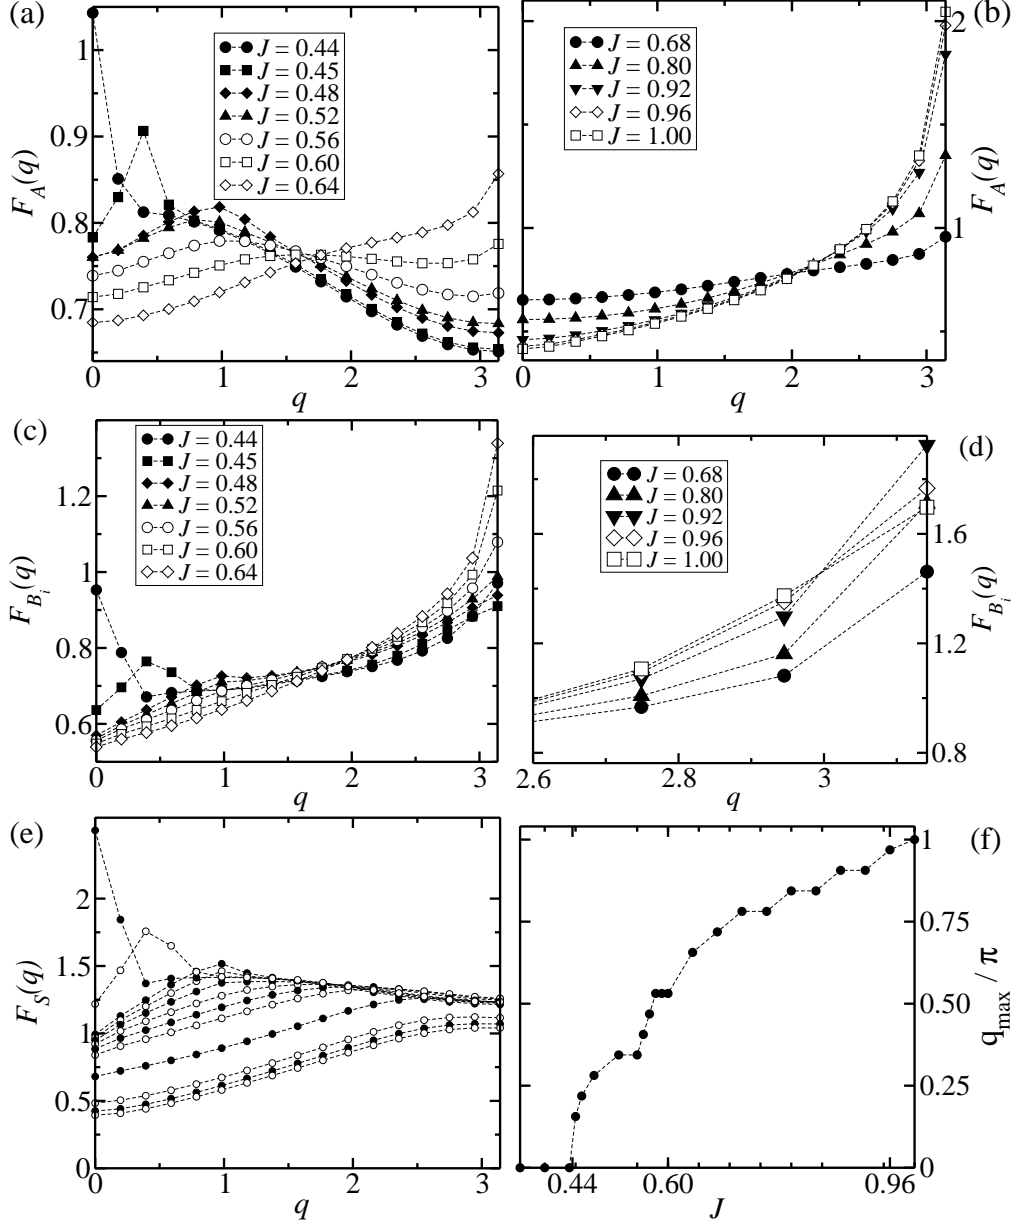 (a)
F_A(q)
1
0.9
0.8
0.7
J = 0.44
J = 0.45
J = 0.48
J = 0.52
J = 0.56
J = 0.60
J = 0.64
0 1 2 3
q
(b)
F_A(q)
2
1
J = 0.68
J = 0.80
J = 0.92
J = 0.96
J = 1.00
0 1 2 3
q
(c)
F_{B_i}(q)
1.2
1
0.8
0.6
J = 0.44
J = 0.45
J = 0.48
J = 0.52
J = 0.56
J = 0.60
J = 0.64
0 1 2 3
q
(d)
F_{B_i}(q)
1.6
1.2
0.8
J = 0.68
J = 0.80
J = 0.92
J = 0.96
J = 1.00
2.6 2.8 3
q
(e)
F_S(q)
2
1.5
1
0.5
0
0 1 2 3
q
(f)
q_max / π
1
0.75
0.50
0.25
0
0.44 0.60 0.96
J